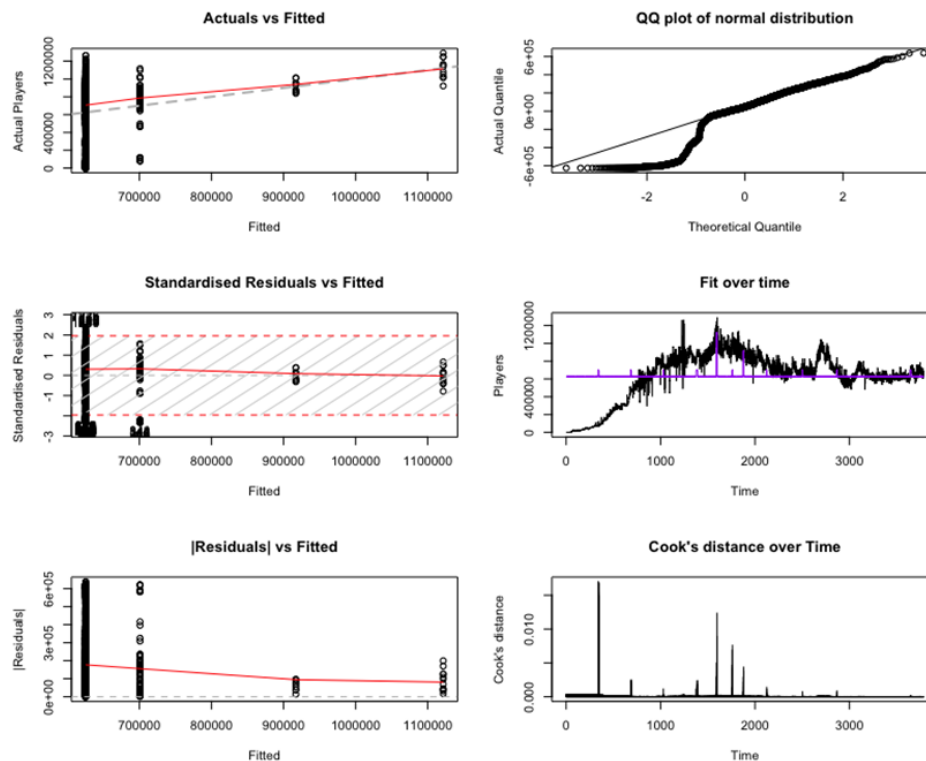 Actuals vs Fitted
Actual Players
0
400000
1200000
700000
800000
900000
1000000
1100000
Fitted
QQ plot of normal distribution
Actual Quantile
-6e+05
0e+00
6e+05
-2
0
2
Theoretical Quantile
Standardised Residuals vs Fitted
Standardised Residuals
-3
-1
0
1
2
3
700000
800000
900000
1000000
1100000
Fitted
Fit over time
Players
0
400000
1200000
0
1000
2000
3000
Time
|Residuals| vs Fitted
|Residuals|
0e+00
3e+05
6e+05
700000
800000
900000
1000000
1100000
Fitted
Cook's distance over Time
Cook's distance
0.000
0.010
0
1000
2000
3000
Time